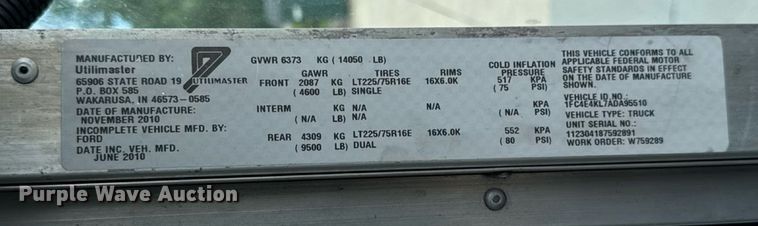 MANUFACTURED BY:
Utilimaster
65906 STATE ROAD 19
P.O. BOX 585
WAKARUSA, IN 46573-0585
DATE OF MANUFACTURE:
NOVEMBER 2010
INCOMPLETE VEHICLE MFD. BY:
FORD
DATE INC. VEH. MFD.
JUNE 2010
UTILIMASTER
GVWR 6373 KG ( 14050 LB)
GAWR TIRES RIMS COLD INFLATION PRESSURE
FRONT 2087 KG LT225/75R16E 16X6.0K 517 KPA
( 4600 LB) SINGLE ( 75 PSI)
INTERM KG N/A KPA
( N/A LB) ( N/A PSI)
REAR 4309 KG LT225/75R16E 16X6.0K 552 KPA
( 9500 LB) DUAL ( 80 PSI)
THIS VEHICLE CONFORMS TO ALL
APPLICABLE FEDERAL MOTOR
SAFETY STANDARDS IN EFFECT
ON THE DATE OF MANUFACTURE
SHOWN.
VEHICLE ID NO.
1FC4E4KL7ADA95510
VEHICLE TYPE: TRUCK
112304187592891
WORK ORDER: W759289
Purple Wave Auction